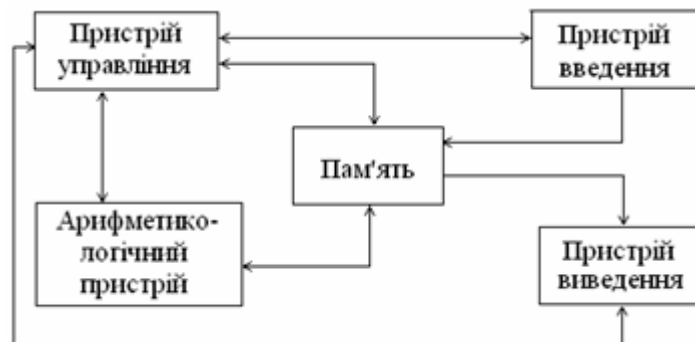 Пристрій
управління
Пристрій
введення
Пам'ять
Арифметико-
логічний
пристрій
Пристрій
виведення